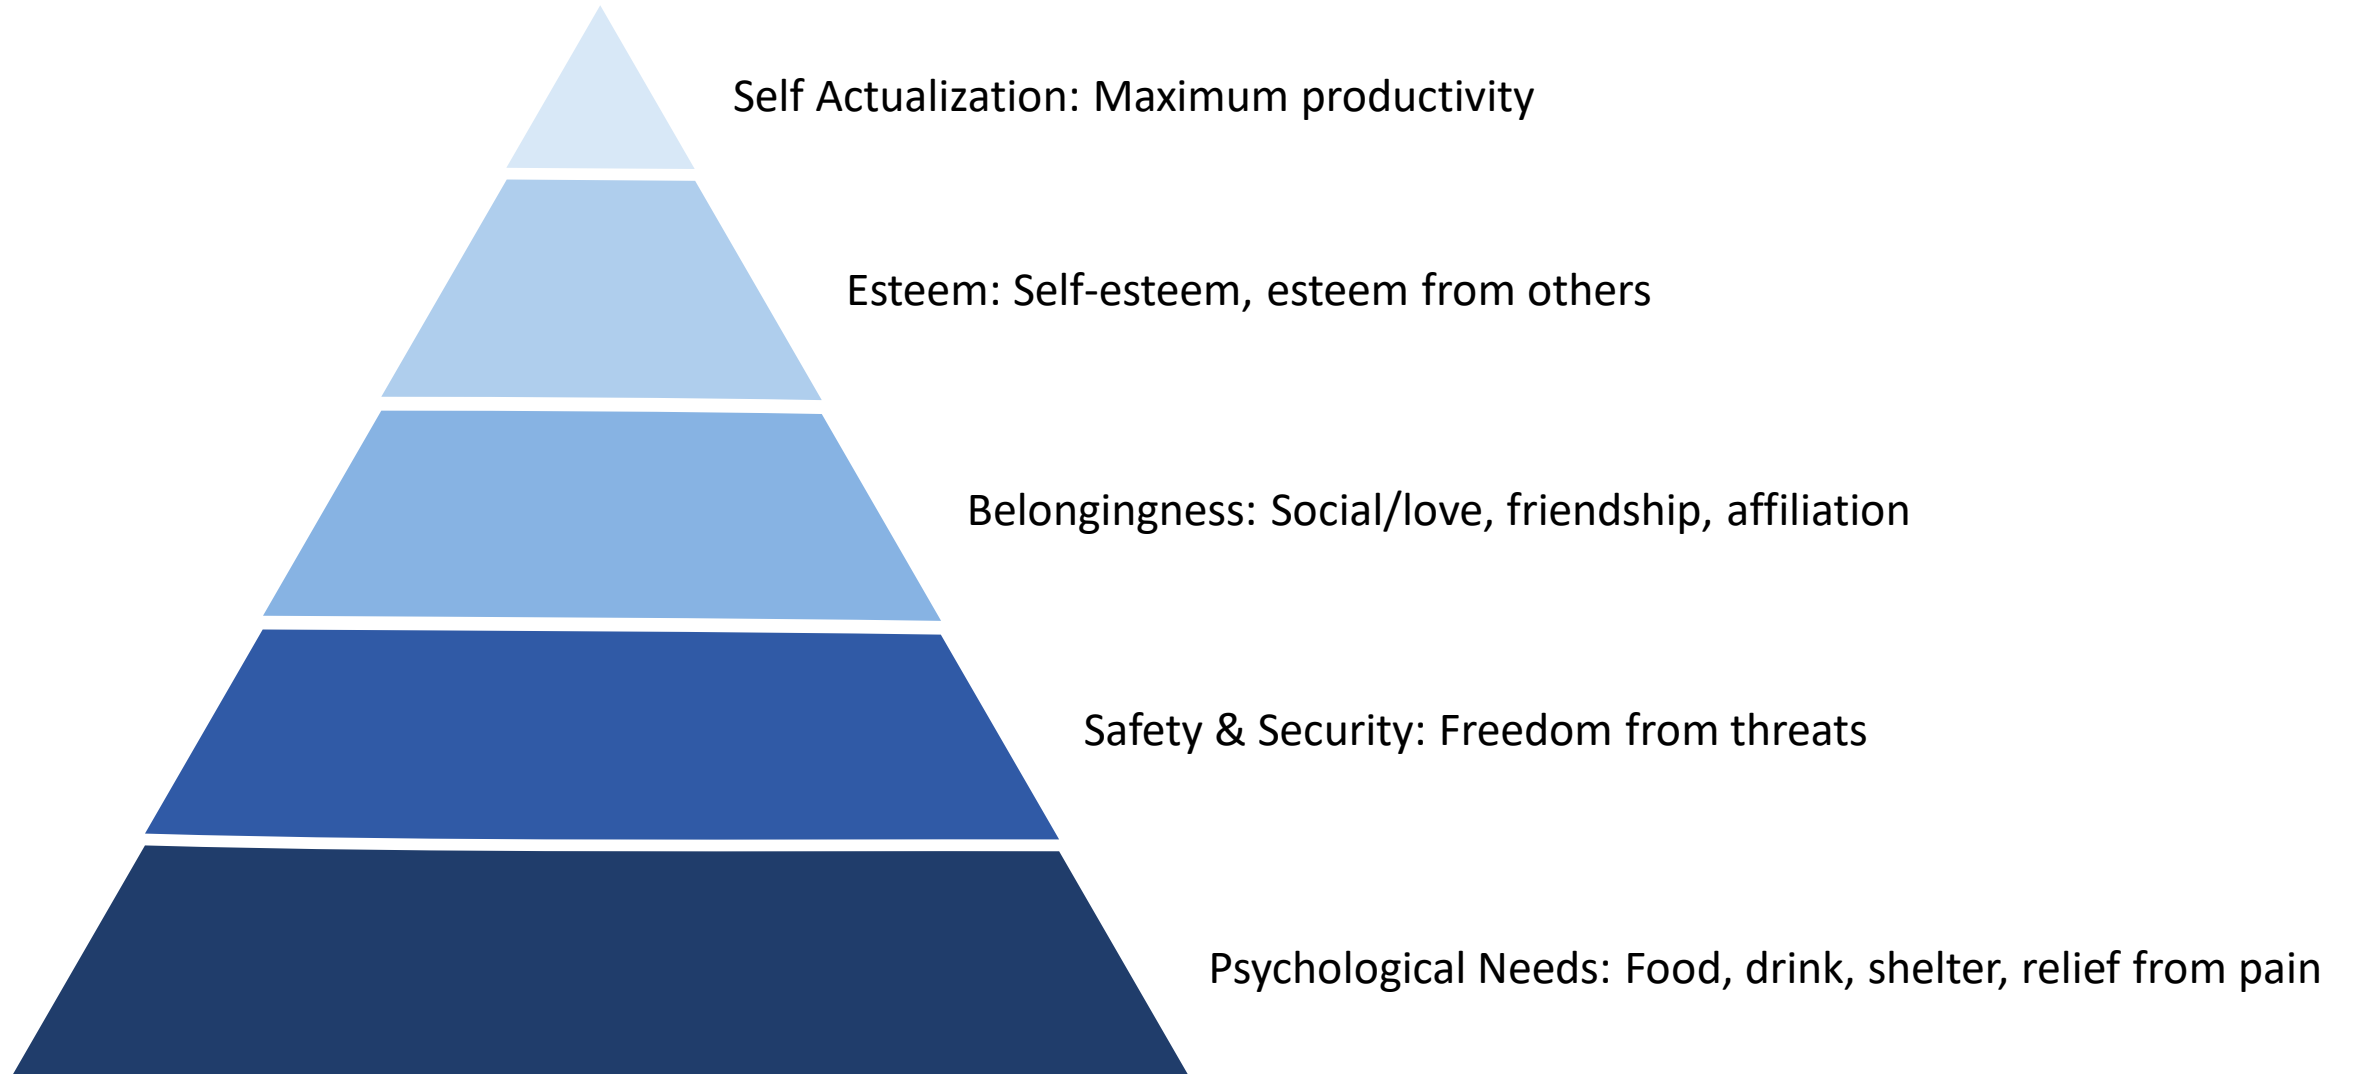 Self Actualization: Maximum productivity
Esteem: Self-esteem, esteem from others
Belongingness: Social/love, friendship, affiliation
Safety & Security: Freedom from threats
Psychological Needs: Food, drink, shelter, relief from pain